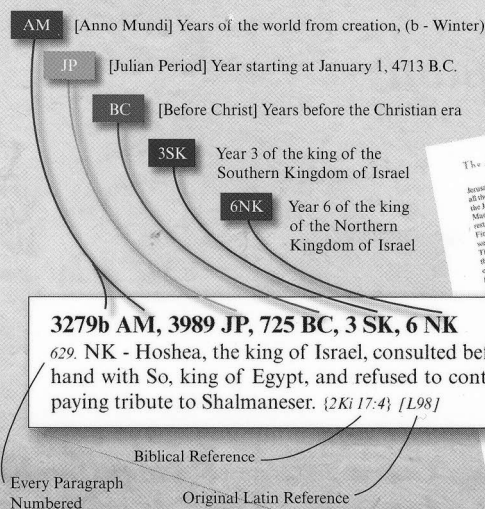 AM [Anno Mundi] Years of the world from creation, (b - Winter)
JP [Julian Period] Year starting at January 1, 4713 B.C.
BC [Before Christ] Years before the Christian era
3SK Year 3 of the king of the
Southern Kingdom of Israel
6NK Year 6 of the king
of the Northern
Kingdom of Israel
The
3279b AM, 3989 JP, 725 BC, 3 SK, 6 NK
629. NK - Hoshea, the king of Israel, consulted bef
hand with So, king of Egypt, and refused to cont
paying tribute to Shalmaneser. {2Ki 17:4} [L98]
Biblical Reference
Every Paragraph
Numbered
Original Latin Reference